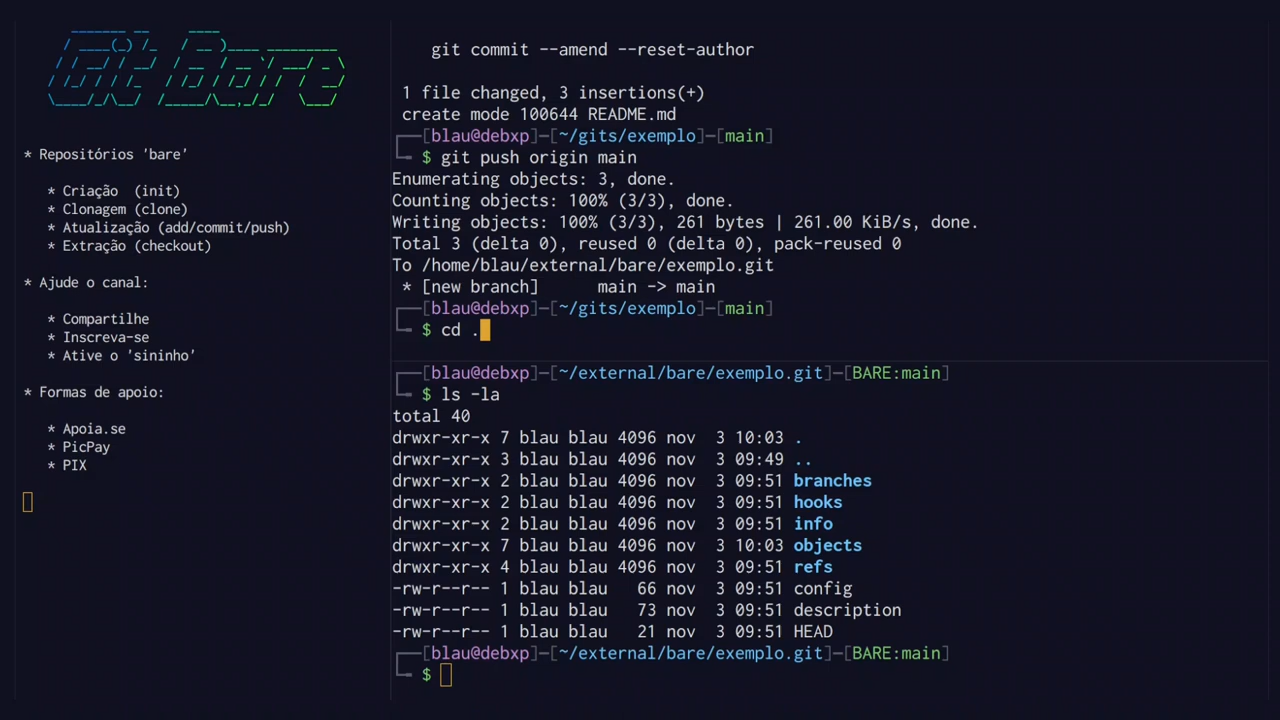 Git Bare
* Repositórios 'bare'
* Criação (init)
* Clonagem (clone)
* Atualização (add/commit/push)
* Extração (checkout)
* Ajude o canal:
* Compartilhe
* Inscreva-se
* Ative o 'sininho'
* Formas de apoio:
* Apoia.se
* PicPay
* PIX
git commit --amend --reset-author
1 file changed, 3 insertions(+)
create mode 100644 README.md
[blau@debxp]-[~/gits/exemplo]-[main]
$ git push origin main
Enumerating objects: 3, done.
Counting objects: 100% (3/3), done.
Writing objects: 100% (3/3), 261 bytes | 261.00 KiB/s, done.
Total 3 (delta 0), reused 0 (delta 0), pack-reused 0
To /home/blau/external/bare/exemplo.git
* [new branch]      main -> main
[blau@debxp]-[~/gits/exemplo]-[main]
$ cd .
[blau@debxp]-[~/external/bare/exemplo.git]-[BARE:main]
$ ls -la
total 40
drwxr-xr-x 7 blau blau 4096 nov  3 10:03 .
drwxr-xr-x 3 blau blau 4096 nov  3 09:49 ..
drwxr-xr-x 2 blau blau 4096 nov  3 09:51 branches
drwxr-xr-x 2 blau blau 4096 nov  3 09:51 hooks
drwxr-xr-x 2 blau blau 4096 nov  3 09:51 info
drwxr-xr-x 7 blau blau 4096 nov  3 10:03 objects
drwxr-xr-x 4 blau blau 4096 nov  3 09:51 refs
-rw-r--r-- 1 blau blau   66 nov  3 09:51 config
-rw-r--r-- 1 blau blau   73 nov  3 09:51 description
-rw-r--r-- 1 blau blau   21 nov  3 09:51 HEAD
[blau@debxp]-[~/external/bare/exemplo.git]-[BARE:main]
$